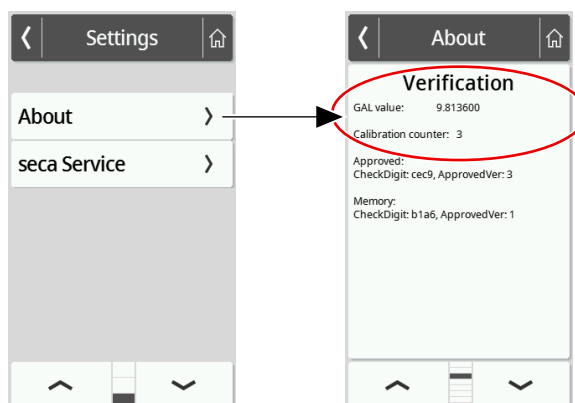 Settings
About
seca Service
About
Verification
GAL value: 9.813600
Calibration counter: 3
Approved:
CheckDigit: cec9, ApprovedVer: 3
Memory:
CheckDigit: b1a6, ApprovedVer: 1